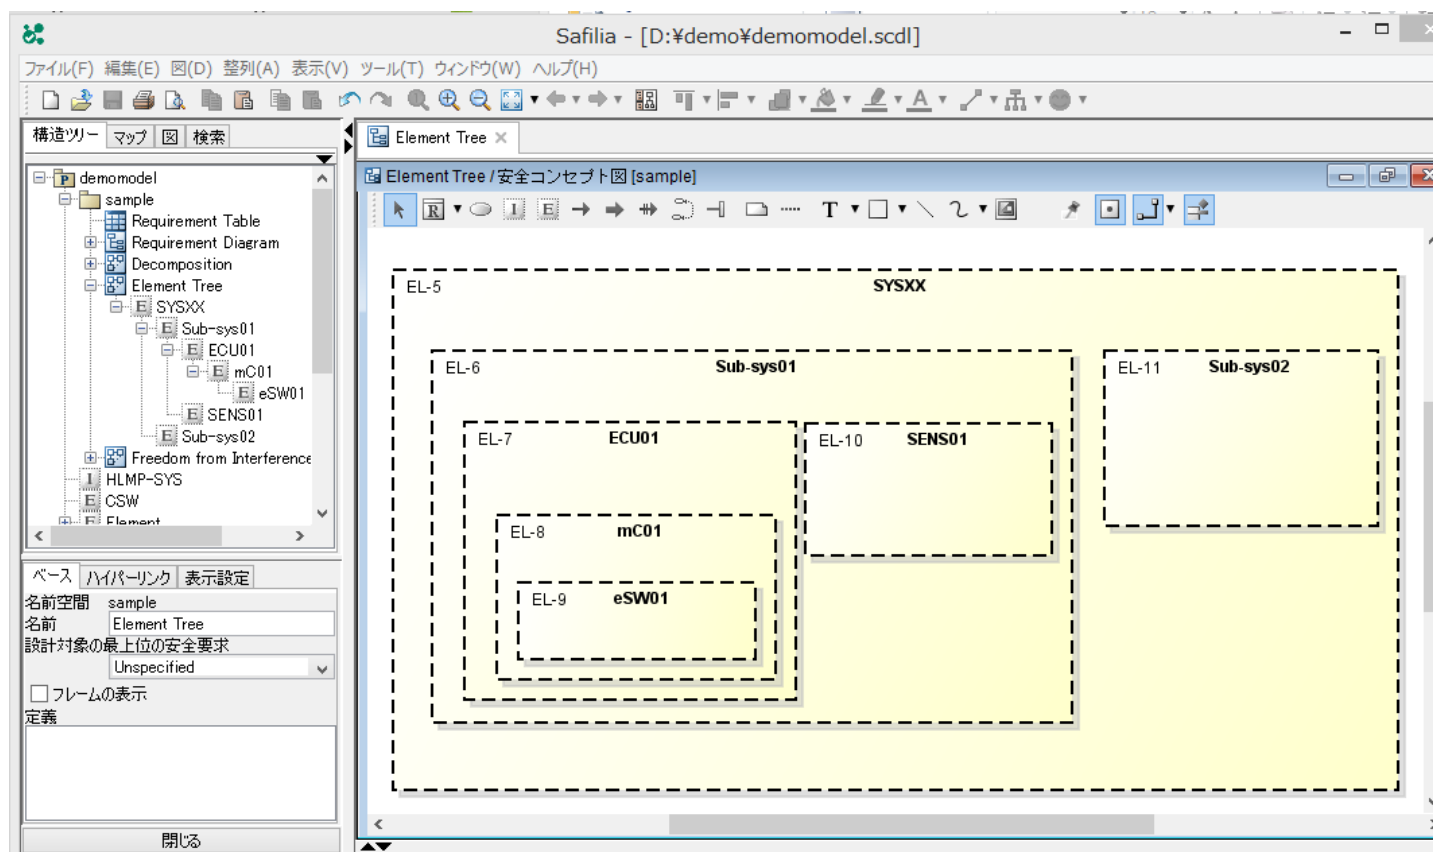 Safilia - [D:¥demo¥demomodel.scdl]
ファイル(F) 編集(E) 図(D) 整列(A) 表示(V) ツール(T) ウィンドウ(W) ヘルプ(H)
構造ツリー マップ 図 検索
Element Tree
demomodel
sample
Requirement Table
Requirement Diagram
Decomposition
Element Tree
E SYSXX
E Sub-sys01
E ECU01
E mC01
E eSW01
E SENS01
E Sub-sys02
Freedom from Interference
I HLMP-SYS
E CSW
E Element
ベース ハイパーリンク 表示設定
名前空間 sample
名前 Element Tree
設計対象の最上位の安全要求
Unspecified
フレームの表示
定義
閉じる
Element Tree / 安全コンセプト図 [sample]
R I E T
EL-5 SYSXX
EL-6 Sub-sys01
EL-11 Sub-sys02
EL-7 ECU01
EL-10 SENS01
EL-8 mC01
EL-9 eSW01